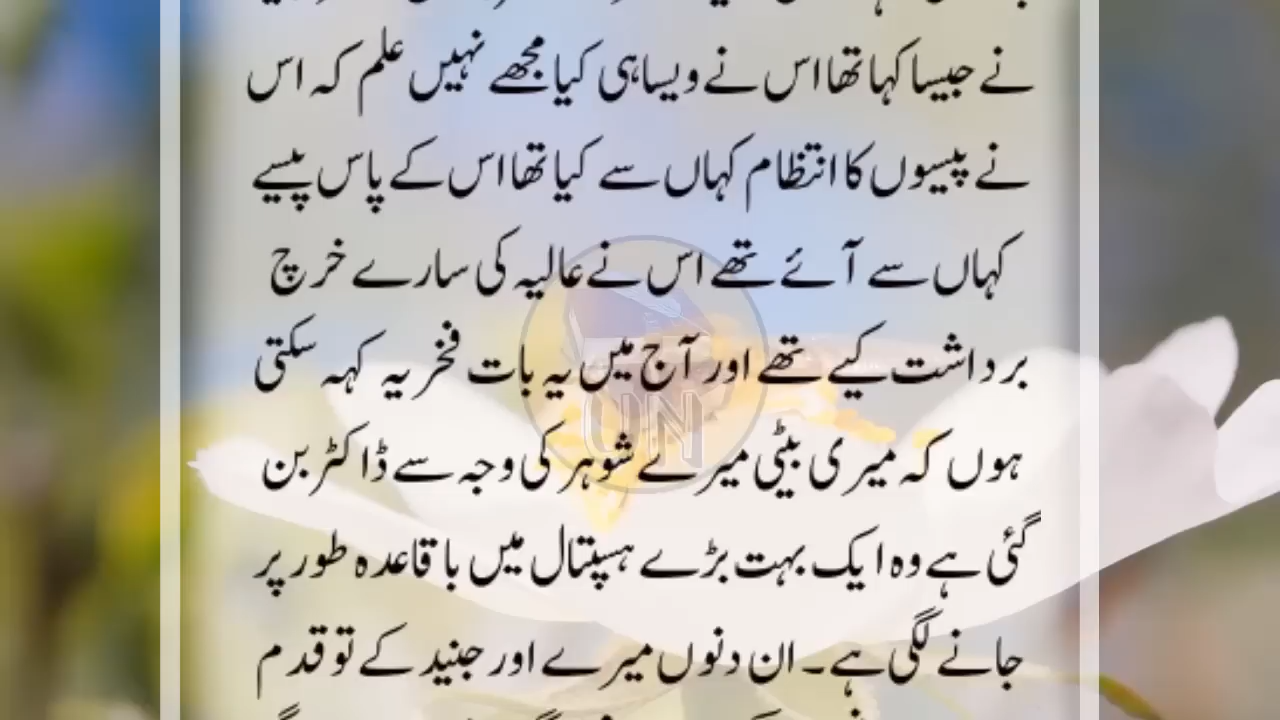 نے جیسا کہا تھا اس نے ویسا ہی کیا مجھے نہیں علم کہ اس
نے پیسوں کا انتظام کہاں سے کیا تھا اس کے پاس پیسے
کہاں سے آئے تھے اس نے عالیہ کی سارے خرچ
برداشت کیے تھے اور آج میں یہ بات فخریہ کہہ سکتی
ہوں کہ میری بیٹی میرے شوہر کی وجہ سے ڈاکٹر بن
گئی ہے وہ ایک بہت بڑے ہسپتال میں باقاعدہ طور پر
جانے لگی ہے۔ ان دنوں میرے اور جنید کے تو قدم
UN